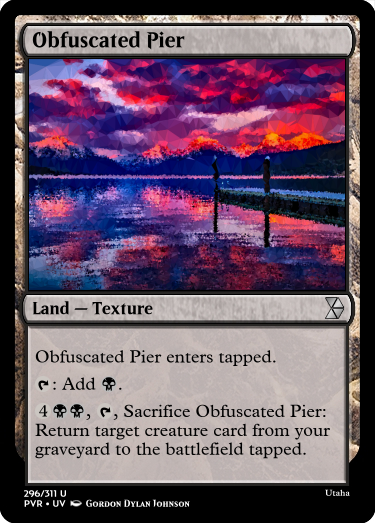 Obfuscated Pier
Land — Texture
Obfuscated Pier enters tapped.
: Add .
4 , , Sacrifice Obfuscated Pier:
Return target creature card from your
graveyard to the battlefield tapped.
296/311 U
Utaha
PVR • UV Gordon Dylan Johnson